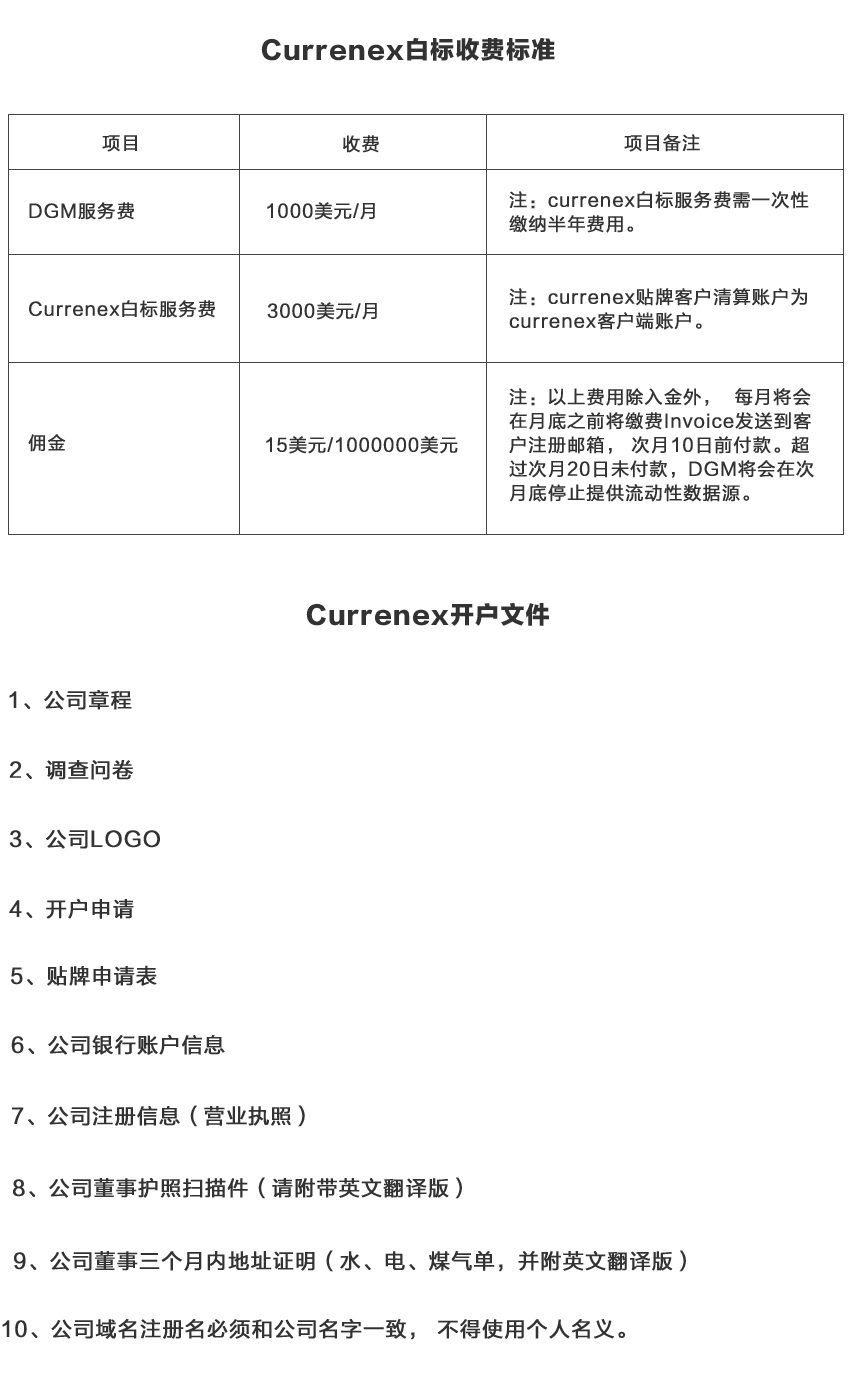 Currenex白标收费标准
项目
收费
项目备注
DGM服务费
1000美元/月
注：currenex白标服务费需一次性
缴纳半年费用。
Currenex白标服务费
3000美元/月
注：currenex贴牌客户清算账户为
currenex客户端账户。
佣金
15美元/1000000美元
注：以上费用除入金外， 每月将会
在月底之前将缴费Invoice发送到客
户注册邮箱， 次月10日前付款。超
过次月20日未付款，DGM将会在次
月底停止提供流动性数据源。
Currenex开户文件
1、公司章程
2、调查问卷
3、公司LOGO
4、开户申请
5、贴牌申请表
6、公司银行账户信息
7、公司注册信息（营业执照）
8、公司董事护照扫描件（请附带英文翻译版）
9、公司董事三个月内地址证明（水、电、煤气单，并附英文翻译版）
10、公司域名注册名必须和公司名字一致， 不得使用个人名义。